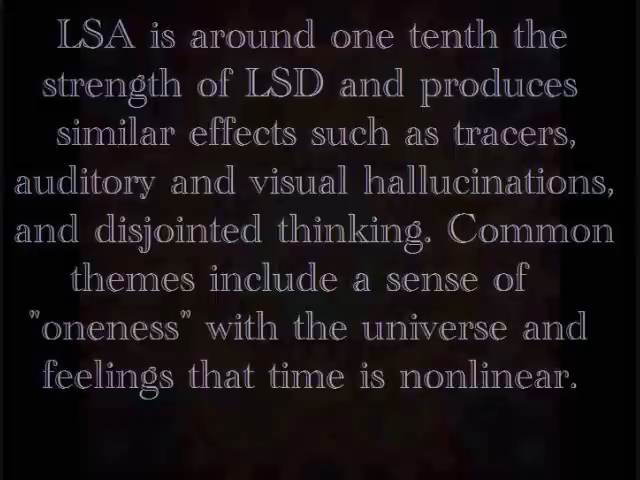 LSA is around one tenth the
strength of LSD and produces
similar effects such as tracers,
auditory and visual hallucinations,
and disjointed thinking. Common
themes include a sense of
"oneness" with the universe and
feelings that time is nonlinear.